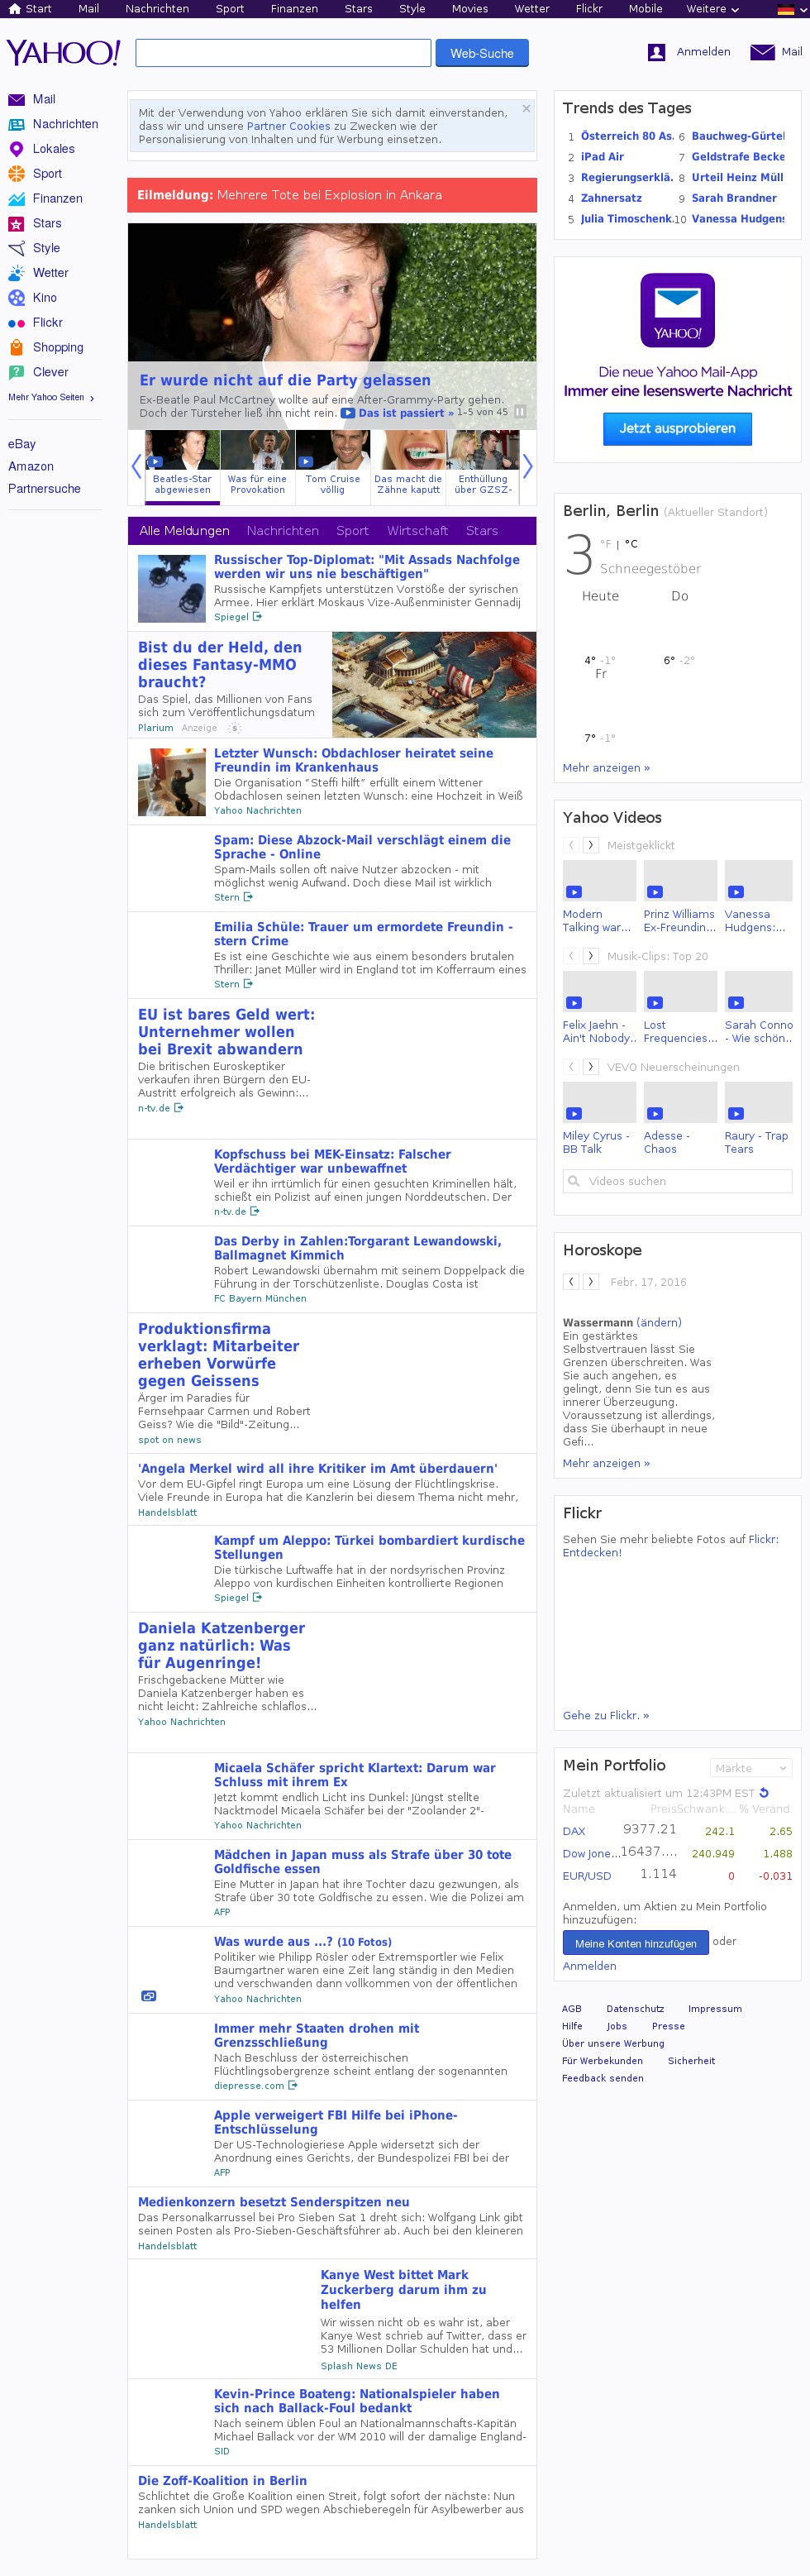 Start Mail Nachrichten Sport Finanzen Stars Style Movies Wetter Flickr Mobile Weitere
YAHOO!
Web-Suche
Anmelden Mail
Mail
Nachrichten
Lokales
Sport
Finanzen
Stars
Style
Wetter
Kino
Flickr
Shopping
Clever
Mehr Yahoo Seiten ›
eBay
Amazon
Partnersuche
Mit der Verwendung von Yahoo erklären Sie sich damit einverstanden,
dass wir und unsere Partner Cookies zu Zwecken wie der
Personalisierung von Inhalten und für Werbung einsetzen.
Eilmeldung: Mehrere Tote bei Explosion in Ankara
Er wurde nicht auf die Party gelassen
Ex-Beatle Paul McCartney wollte auf eine After-Grammy-Party gehen.
Doch der Türsteher ließ ihn nicht rein. Das ist passiert » 1-5 von 45
Beatles-Star
abgewiesen
Was für eine
Provokation
Tom Cruise
völlig
Das macht die
Zähne kaputt
Enthüllung
über GZSZ-
Alle Meldungen Nachrichten Sport Wirtschaft Stars
Russischer Top-Diplomat: "Mit Assads Nachfolge
werden wir uns nie beschäftigen"
Russische Kampfjets unterstützen Vorstöße der syrischen
Armee. Hier erklärt Moskaus Vize-Außenminister Gennadij
Spiegel
Bist du der Held, den
dieses Fantasy-MMO
braucht?
Das Spiel, das Millionen von Fans
sich zum Veröffentlichungsdatum
Plarium Anzeige $
Letzter Wunsch: Obdachloser heiratet seine
Freundin im Krankenhaus
Die Organisation “Steffi hilft” erfüllt einem Wittener
Obdachlosen seinen letzten Wunsch: eine Hochzeit in Weiß
Yahoo Nachrichten
Spam: Diese Abzock-Mail verschlägt einem die
Sprache - Online
Spam-Mails sollen oft naive Nutzer abzocken - mit
möglichst wenig Aufwand. Doch diese Mail ist wirklich
Stern
Emilia Schüle: Trauer um ermordete Freundin -
stern Crime
Es ist eine Geschichte wie aus einem besonders brutalen
Thriller: Janet Müller wird in England tot im Kofferraum eines
Stern
EU ist bares Geld wert:
Unternehmer wollen
bei Brexit abwandern
Die britischen Euroskeptiker
verkaufen ihren Bürgern den EU-
Austritt erfolgreich als Gewinn:...
n-tv.de
Kopfschuss bei MEK-Einsatz: Falscher
Verdächtiger war unbewaffnet
Weil er ihn irrtümlich für einen gesuchten Kriminellen hält,
schießt ein Polizist auf einen jungen Norddeutschen. Der
n-tv.de
Das Derby in Zahlen:Torgarant Lewandowski,
Ballmagnet Kimmich
Robert Lewandowski übernahm mit seinem Doppelpack die
Führung in der Torschützenliste. Douglas Costa ist
FC Bayern München
Produktionsfirma
verklagt: Mitarbeiter
erheben Vorwürfe
gegen Geissens
Ärger im Paradies für
Fernsehpaar Carmen und Robert
Geiss? Wie die "Bild"-Zeitung...
spot on news
'Angela Merkel wird all ihre Kritiker im Amt überdauern'
Vor dem EU-Gipfel ringt Europa um eine Lösung der Flüchtlingskrise.
Viele Freunde in Europa hat die Kanzlerin bei diesem Thema nicht mehr,
Handelsblatt
Kampf um Aleppo: Türkei bombardiert kurdische
Stellungen
Die türkische Luftwaffe hat in der nordsyrischen Provinz
Aleppo von kurdischen Einheiten kontrollierte Regionen
Spiegel
Daniela Katzenberger
ganz natürlich: Was
für Augenringe!
Frischgebackene Mütter wie
Daniela Katzenberger haben es
nicht leicht: Zahlreiche schlaflos...
Yahoo Nachrichten
Micaela Schäfer spricht Klartext: Darum war
Schluss mit ihrem Ex
Jetzt kommt endlich Licht ins Dunkel: Jüngst stellte
Nacktmodel Micaela Schäfer bei der "Zoolander 2"-
Yahoo Nachrichten
Mädchen in Japan muss als Strafe über 30 tote
Goldfische essen
Eine Mutter in Japan hat ihre Tochter dazu gezwungen, als
Strafe über 30 tote Goldfische zu essen. Wie die Polizei am
AFP
Was wurde aus ...? (10 Fotos)
Politiker wie Philipp Rösler oder Extremsportler wie Felix
Baumgartner waren eine Zeit lang ständig in den Medien
und verschwanden dann vollkommen von der öffentlichen
Yahoo Nachrichten
Immer mehr Staaten drohen mit
Grenzsschließung
Nach Beschluss der österreichischen
Flüchtlingsobergrenze scheint entlang der sogenannten
diepresse.com
Apple verweigert FBI Hilfe bei iPhone-
Entschlüsselung
Der US-Technologieriese Apple widersetzt sich der
Anordnung eines Gerichts, der Bundespolizei FBI bei der
AFP
Medienkonzern besetzt Senderspitzen neu
Das Personalkarrussel bei Pro Sieben Sat 1 dreht sich: Wolfgang Link gibt
seinen Posten als Pro-Sieben-Geschäftsführer ab. Auch bei den kleineren
Handelsblatt
Kanye West bittet Mark
Zuckerberg darum ihm zu
helfen
Wir wissen nicht ob es wahr ist, aber
Kanye West schrieb auf Twitter, dass er
53 Millionen Dollar Schulden hat und...
Splash News DE
Kevin-Prince Boateng: Nationalspieler haben
sich nach Ballack-Foul bedankt
Nach seinem üblen Foul an Nationalmannschafts-Kapitän
Michael Ballack vor der WM 2010 will der damalige England-
SID
Die Zoff-Koalition in Berlin
Schlichtet die Große Koalition einen Streit, folgt sofort der nächste: Nun
zanken sich Union und SPD wegen Abschieberegeln für Asylbewerber aus
Handelsblatt
Trends des Tages
1 Österreich 80 As. 6 Bauchweg-Gürtel
2 iPad Air 7 Geldstrafe Becke
3 Regierungserklä. 8 Urteil Heinz Müll
4 Zahnersatz 9 Sarah Brandner
5 Julia Timoschenk. 10 Vanessa Hudgens
YAHOO!
Die neue Yahoo Mail-App
Immer eine lesenswerte Nachricht
Jetzt ausprobieren
Berlin, Berlin (Aktueller Standort)
3 °F | °C
Schneegestöber
Heute Do
4° -1° 6° -2°
Fr
7° -1°
Mehr anzeigen »
Yahoo Videos
Meistgeklickt
Modern
Talking war...
Prinz Williams
Ex-Freundin...
Vanessa
Hudgens:...
Musik-Clips: Top 20
Felix Jaehn -
Ain't Nobody..
Lost
Frequencies...
Sarah Conno
- Wie schön..
VEVO Neuerscheinungen
Miley Cyrus -
BB Talk
Adesse -
Chaos
Raury - Trap
Tears
Videos suchen
Horoskope
Febr. 17, 2016
Wassermann (ändern)
Ein gestärktes
Selbstvertrauen lässt Sie
Grenzen überschreiten. Was
Sie auch angehen, es
gelingt, denn Sie tun es aus
innerer Überzeugung.
Voraussetzung ist allerdings,
dass Sie überhaupt in neue
Gefi...
Mehr anzeigen »
Flickr
Sehen Sie mehr beliebte Fotos auf Flickr:
Entdecken!
Gehe zu Flickr. »
Mein Portfolio Märkte
Zuletzt aktualisiert um 12:43PM EST
Name Preis Schwank... % Veränd.
DAX 9377.21 242.1 2.65
Dow Jone... 16437.... 240.949 1.488
EUR/USD 1.114 0 -0.031
Anmelden, um Aktien zu Mein Portfolio
hinzuzufügen:
Meine Konten hinzufügen oder
Anmelden
AGB Datenschutz Impressum
Hilfe Jobs Presse
Über unsere Werbung
Für Werbekunden Sicherheit
Feedback senden